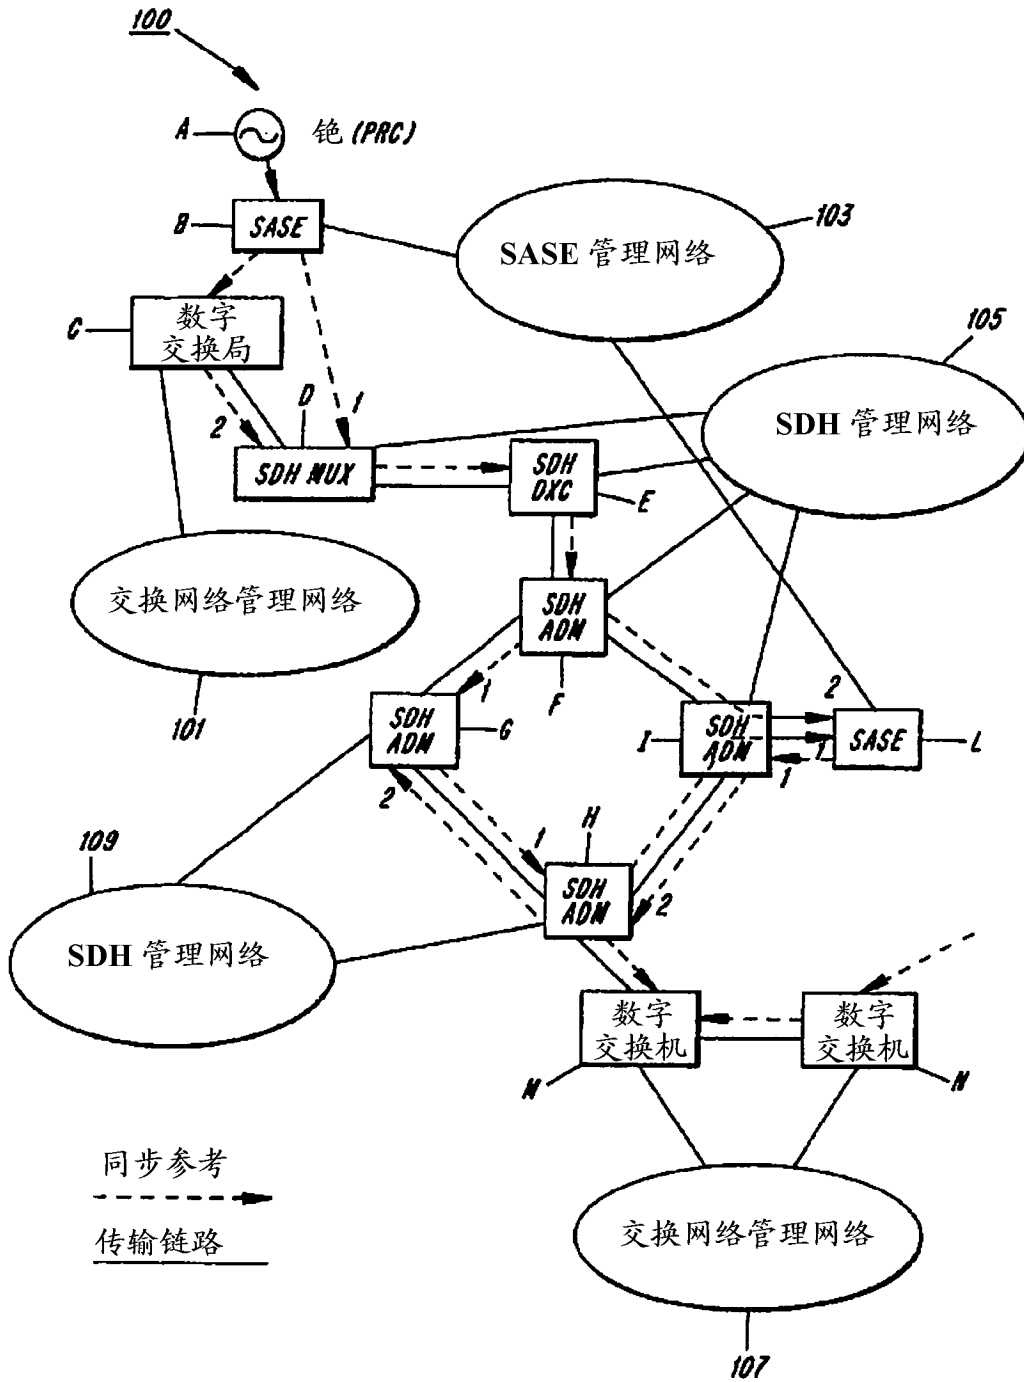 100
A
铯 (PRC)
B
SASE
103
SASE 管理网络
C
数字
交换局
105
SDH 管理网络
D
1
2
SDH MUX
SDH
DXC
E
交换网络管理网络
101
SDH
ADM
F
1
SDH
ADM
G
2
I
SDH
ADM
2
1
1
SASE
L
H
1
SDH
ADM
2
109
SDH 管理网络
数字
交换机
M
数字
交换机
N
同步参考
传输链路
交换网络管理网络
107